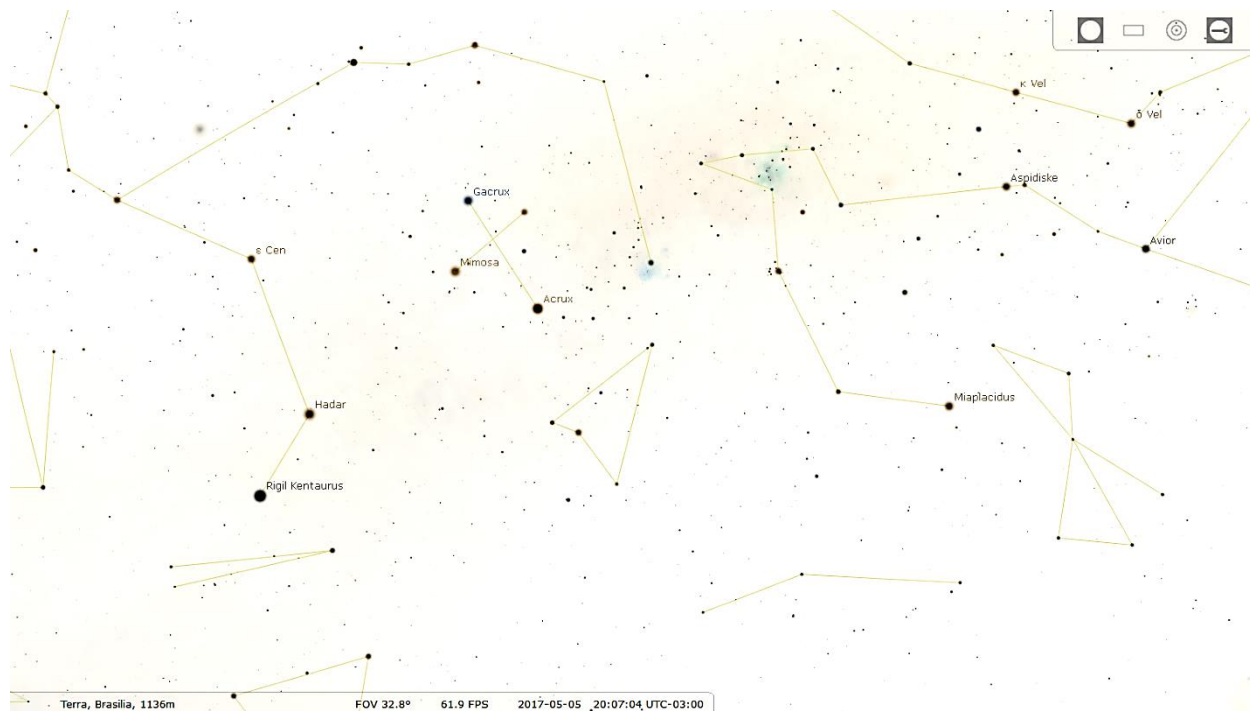 κ Vel
δ Vel
Aspidiske
Gacrux
Avior
ε Cen
Mimosa
Acrux
Miaplacidus
Hadar
Rigil Kentaurus
Terra, Brasilia, 1136m FOV 32.8° 61.9 FPS 2017-05-05 20:07:04 UTC-03:00